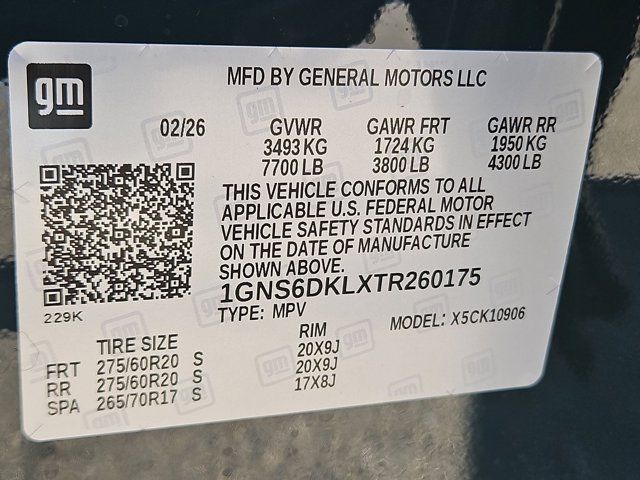 gm
MFD BY GENERAL MOTORS LLC
02/26 GVWR GAWR FRT GAWR RR
3493 KG 1724 KG 1950 KG
7700 LB 3800 LB 4300 LB
THIS VEHICLE CONFORMS TO ALL
APPLICABLE U.S. FEDERAL MOTOR
VEHICLE SAFETY STANDARDS IN EFFECT
ON THE DATE OF MANUFACTURE
SHOWN ABOVE.
1GNS6DKLXTR260175
229K
TYPE: MPV MODEL: X5CK10906
TIRE SIZE RIM
FRT 275/60R20 S 20X9J
RR 275/60R20 S 20X9J
SPA 265/70R17 S 17X8J